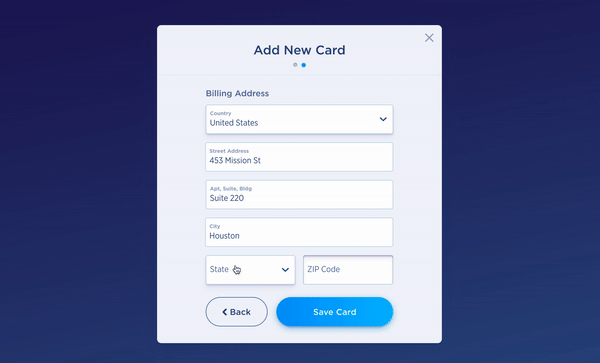 Add New Card
Billing Address
Country
United States
Street Address
453 Mission St
Apt, Suite, Bldg
Suite 220
City
Houston
State
ZIP Code
Back
Save Card